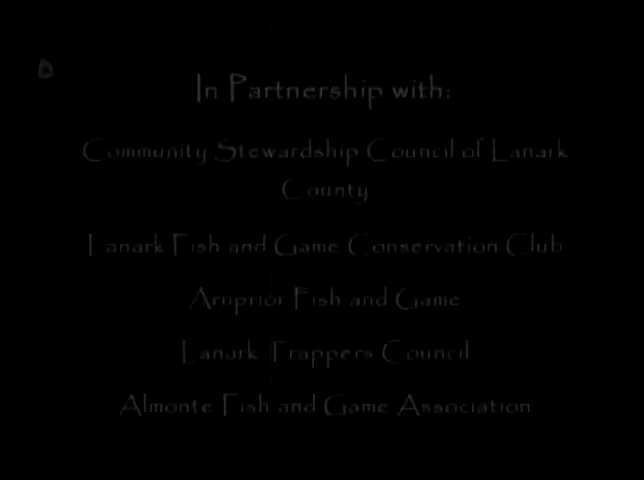 In Partnership with:
Community Stewardship Council of Lanark
County
Lanark Fish and Game Conservation Club
Arnprior Fish and Game
Lanark Trappers Council
Almonte Fish and Game Association